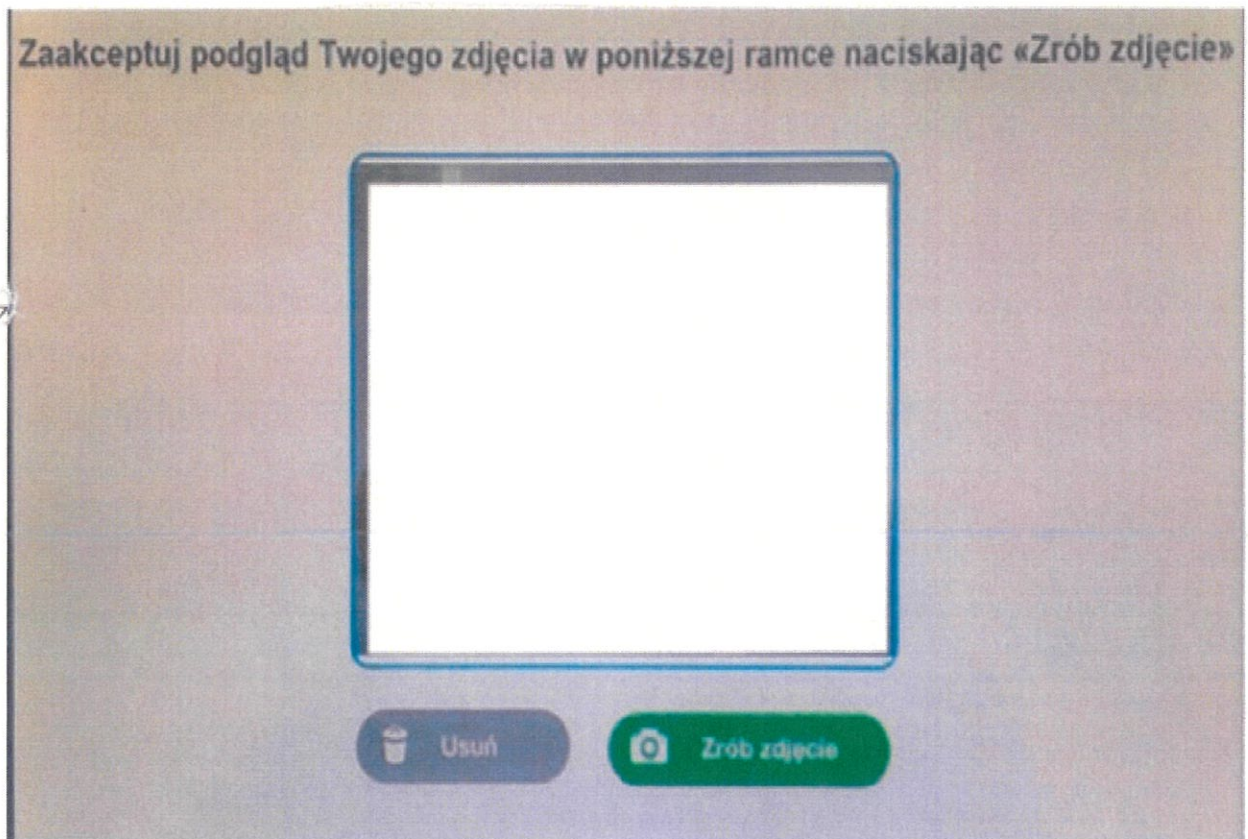 Zaakceptuj podgląd Twojego zdjęcia w poniższej ramce naciskając «Zrób zdjęcie»
Usuń
Zrób zdjęcie